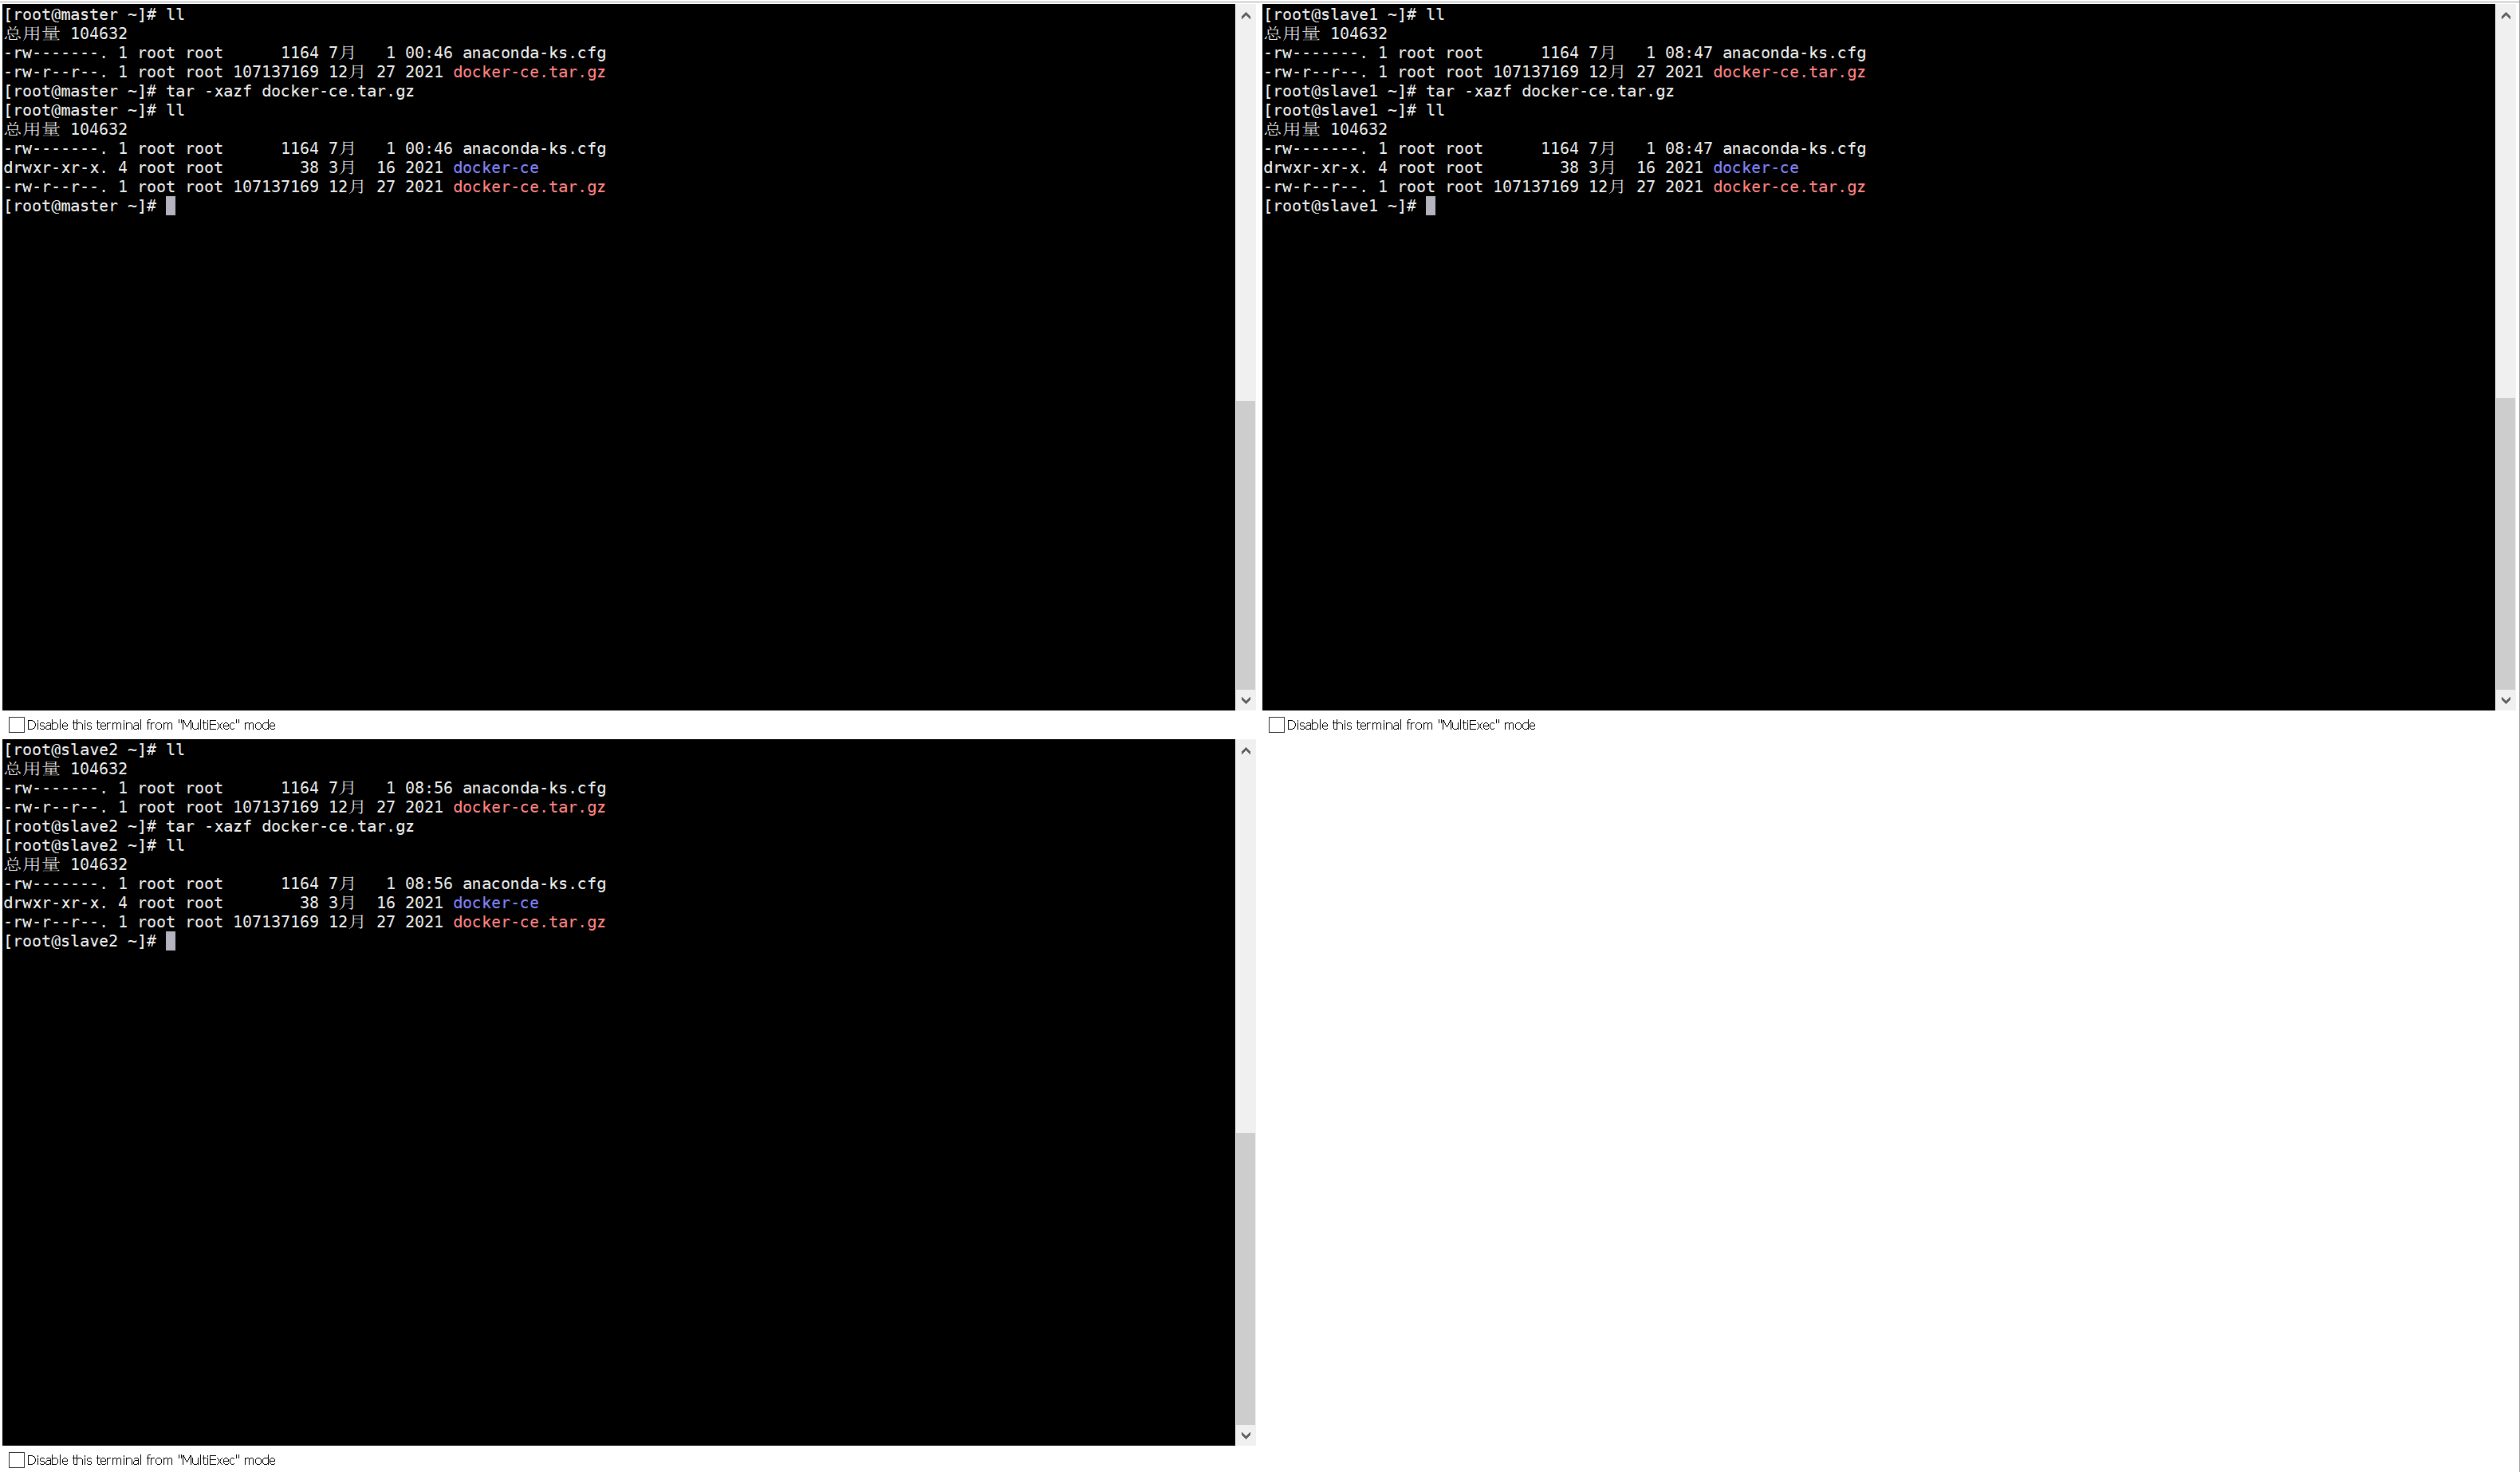 [root@master ~]# ll
总用量 104632
-rw-------. 1 root root      1164 7月   1 00:46 anaconda-ks.cfg
-rw-r--r--. 1 root root 107137169 12月 27 2021 docker-ce.tar.gz
[root@master ~]# tar -xazf docker-ce.tar.gz
[root@master ~]# ll
总用量 104632
-rw-------. 1 root root      1164 7月   1 00:46 anaconda-ks.cfg
drwxr-xr-x. 4 root root        38 3月  16 2021 docker-ce
-rw-r--r--. 1 root root 107137169 12月 27 2021 docker-ce.tar.gz
[root@master ~]#
Disable this terminal from "MultiExec" mode
[root@slave1 ~]# ll
总用量 104632
-rw-------. 1 root root      1164 7月   1 08:47 anaconda-ks.cfg
-rw-r--r--. 1 root root 107137169 12月 27 2021 docker-ce.tar.gz
[root@slave1 ~]# tar -xazf docker-ce.tar.gz
[root@slave1 ~]# ll
总用量 104632
-rw-------. 1 root root      1164 7月   1 08:47 anaconda-ks.cfg
drwxr-xr-x. 4 root root        38 3月  16 2021 docker-ce
-rw-r--r--. 1 root root 107137169 12月 27 2021 docker-ce.tar.gz
[root@slave1 ~]#
Disable this terminal from "MultiExec" mode
[root@slave2 ~]# ll
总用量 104632
-rw-------. 1 root root      1164 7月   1 08:56 anaconda-ks.cfg
-rw-r--r--. 1 root root 107137169 12月 27 2021 docker-ce.tar.gz
[root@slave2 ~]# tar -xazf docker-ce.tar.gz
[root@slave2 ~]# ll
总用量 104632
-rw-------. 1 root root      1164 7月   1 08:56 anaconda-ks.cfg
drwxr-xr-x. 4 root root        38 3月  16 2021 docker-ce
-rw-r--r--. 1 root root 107137169 12月 27 2021 docker-ce.tar.gz
[root@slave2 ~]#
Disable this terminal from "MultiExec" mode